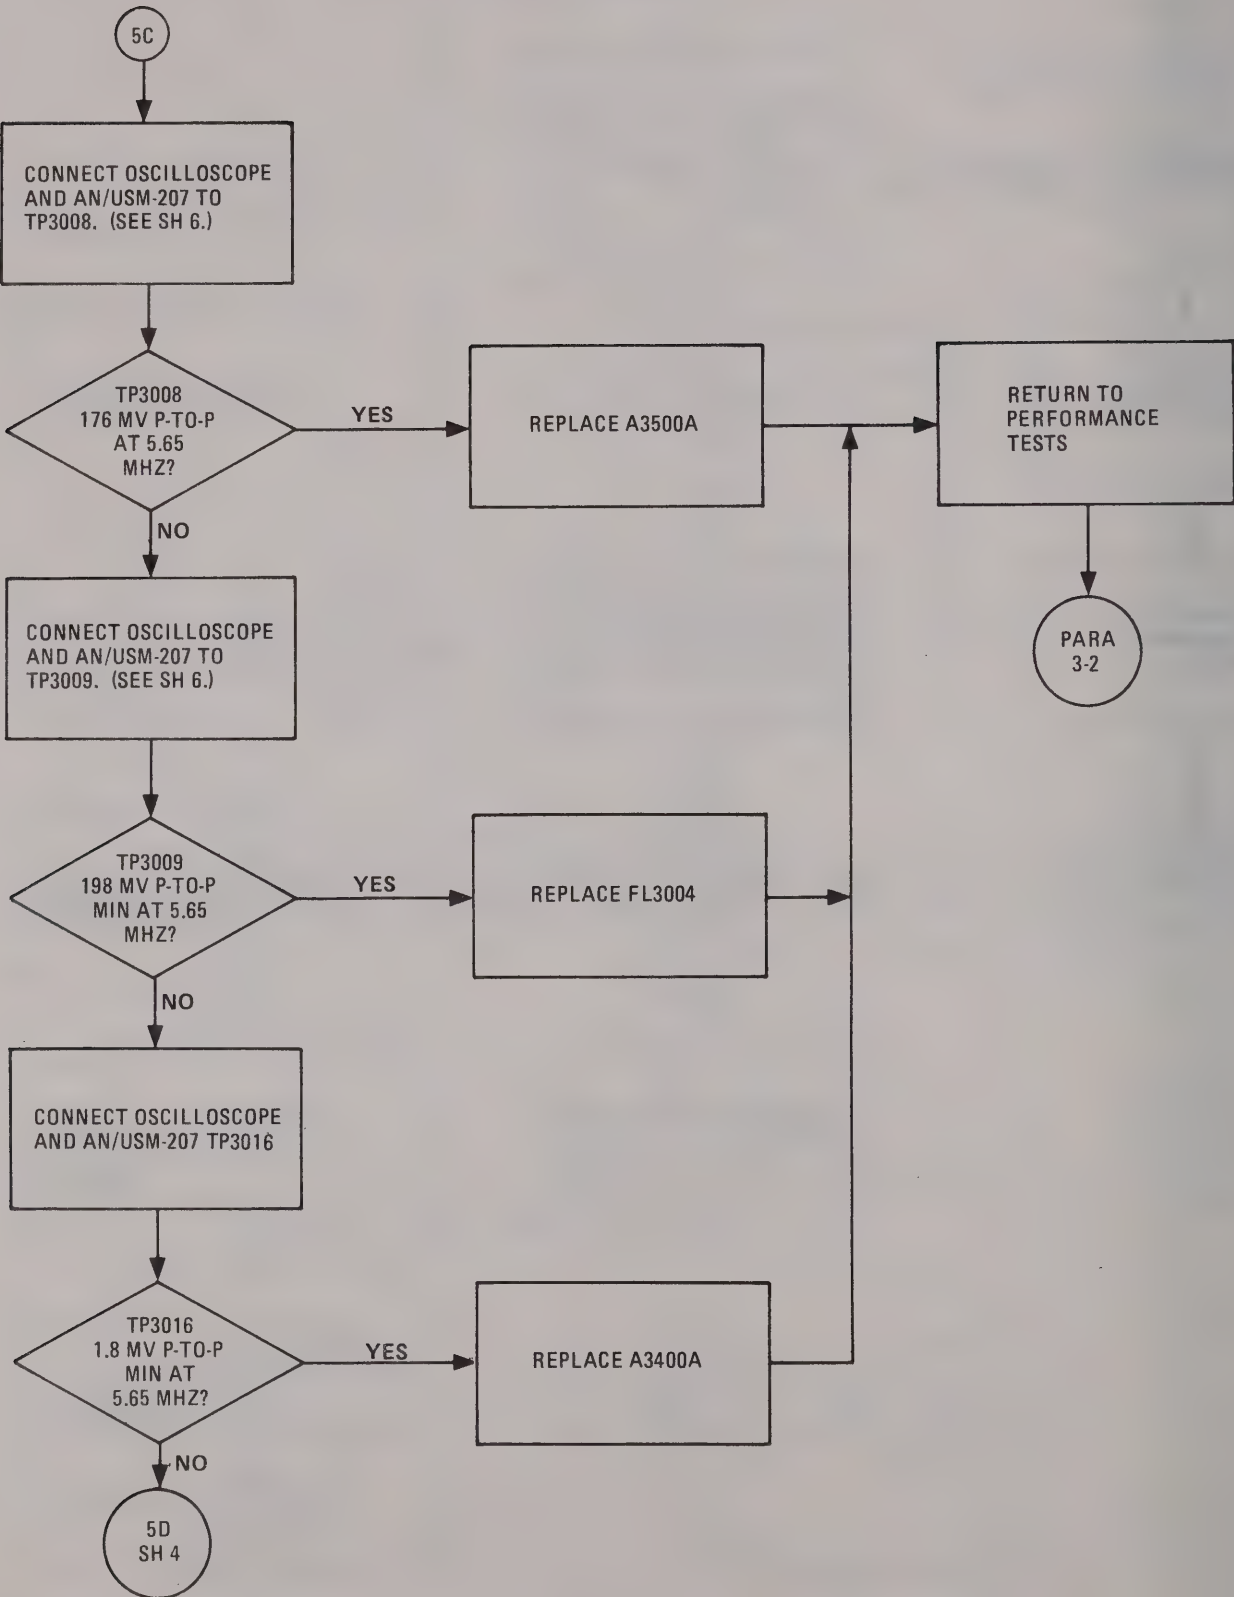 5C
CONNECT OSCILLOSCOPE
AND AN/USM-207 TO
TP3008. (SEE SH 6.)
TP3008
176 MV P-TO-P
AT 5.65
MHZ?
YES
REPLACE A3500A
RETURN TO
PERFORMANCE
TESTS
PARA
3-2
NO
CONNECT OSCILLOSCOPE
AND AN/USM-207 TO
TP3009. (SEE SH 6.)
TP3009
198 MV P-TO-P
MIN AT 5.65
MHZ?
YES
REPLACE FL3004
NO
CONNECT OSCILLOSCOPE
AND AN/USM-207 TP3016
TP3016
1.8 MV P-TO-P
MIN AT
5.65 MHZ?
YES
REPLACE A3400A
NO
5D
SH 4